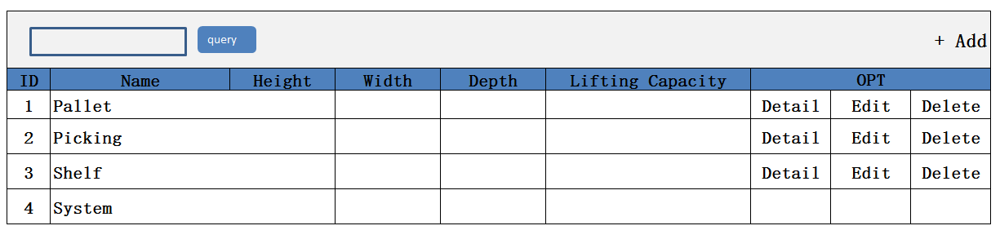 query
+ Add
ID Name Height Width Depth Lifting Capacity OPT
1 Pallet Detail Edit Delete
2 Picking Detail Edit Delete
3 Shelf Detail Edit Delete
4 System